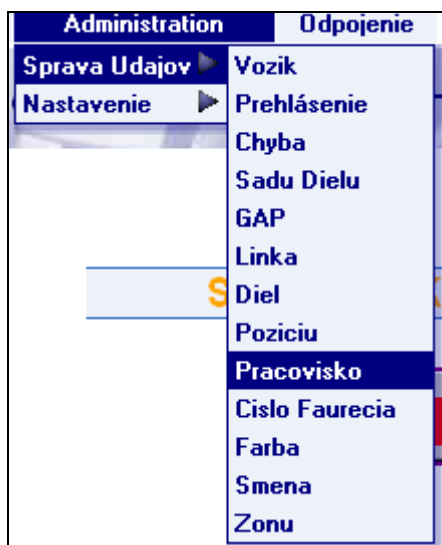 Administration Odpojenie
Sprava Udajov Vozik
Nastavenie Prehlásenie
Chyba
Sadu Dielu
GAP
Linka
S Diel
Poziciu
Pracovisko
Cislo Faurecia
Farba
Smena
Zonu